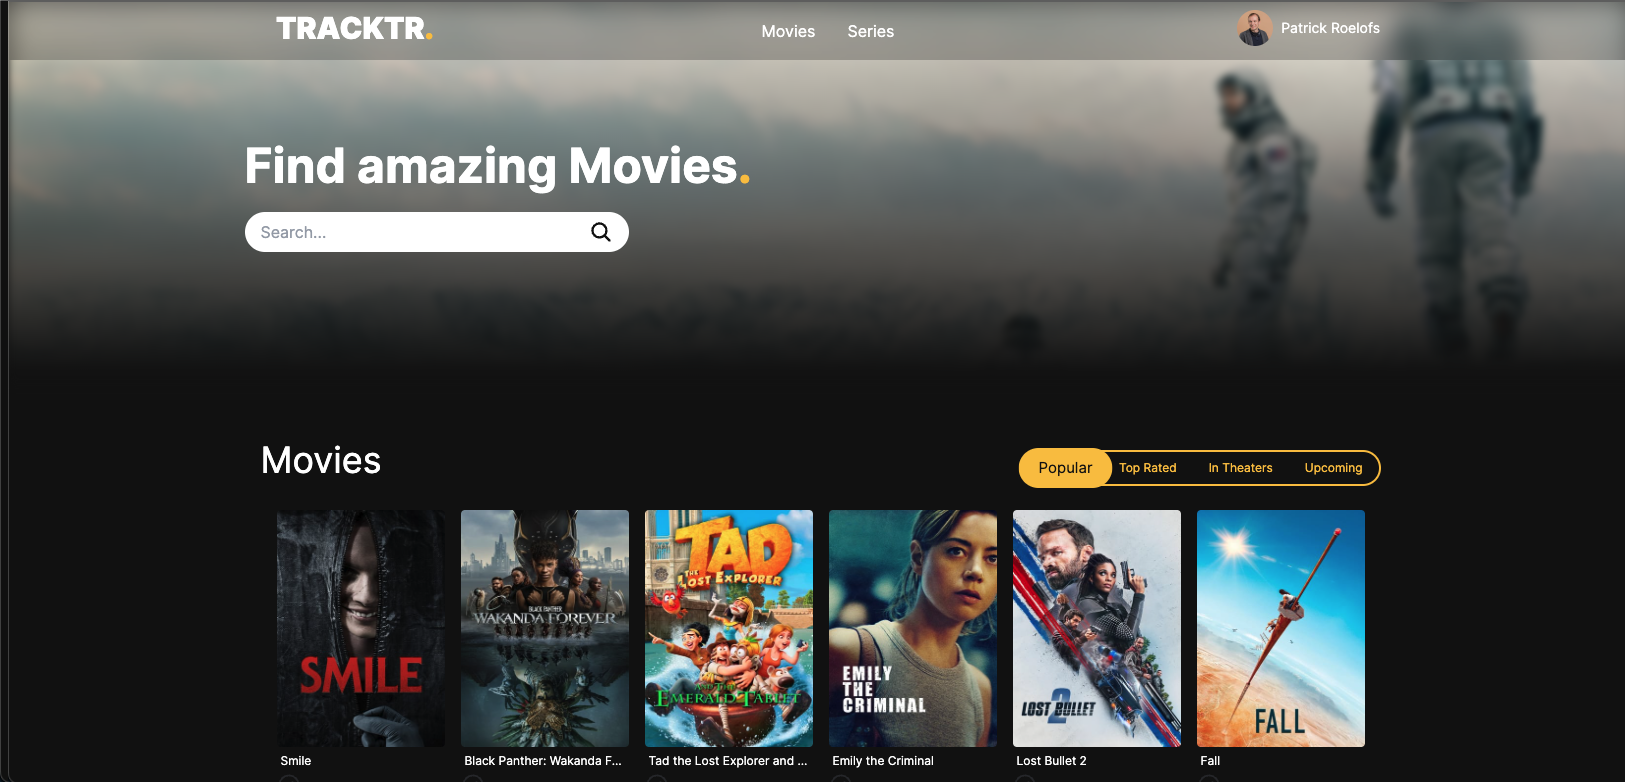 TRACKTR.
Movies
Series
Patrick Roelofs
Find amazing Movies.
Search...
Movies
Popular
Top Rated
In Theaters
Upcoming
SMILE
BLACK PANTHER
WAKANDA FOREVER
TAD
THE
LOST EXPLORER
AND THE
EMERALD TABLET
EMILY
THE
CRIMINAL
LOST BULLET
2
FALL
Smile
Black Panther: Wakanda F...
Tad the Lost Explorer and ...
Emily the Criminal
Lost Bullet 2
Fall